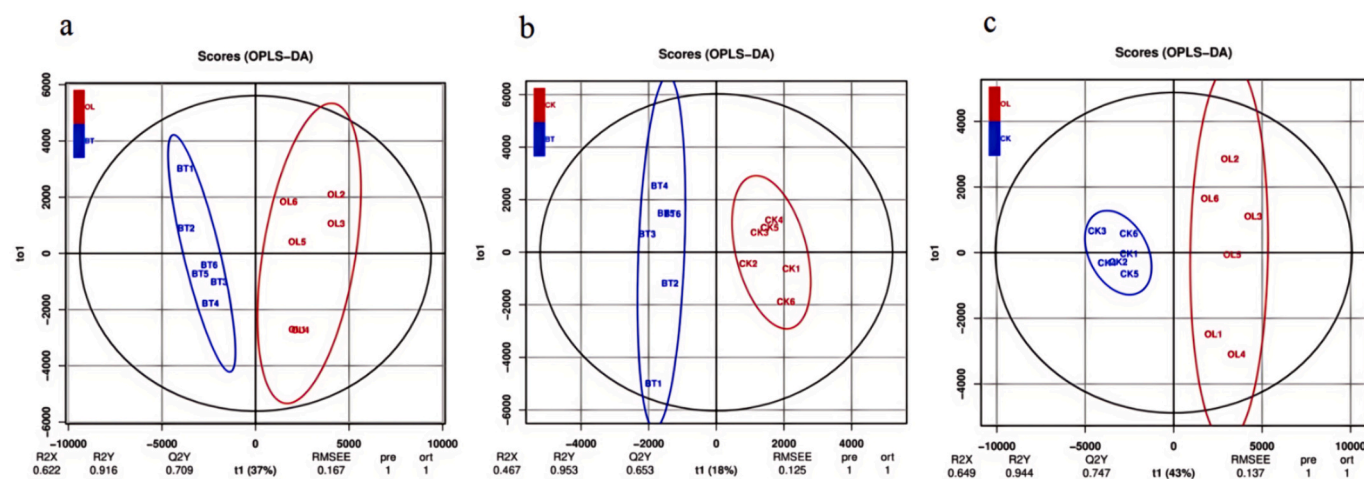 a
Scores (OPLS−DA)
OL
BT
to1
6000
4000
2000
0
−2000
−4000
−6000
BT1
BT2
BT6
BT5
BT3
BT4
OL2
OL6
OL3
OL5
OL4
−10000 −5000 0 5000 10000
R2X R2Y Q2Y RMSEE pre ort
0.622 0.916 0.709 t1 (37%) 0.167 1 1
b
Scores (OPLS−DA)
CK
BT
6000
4000
2000
0
−2000
−4000
−6000
BT4
BT6
BT3
BT2
BT1
CK4
CK5
CK3
CK2
CK1
CK6
−4000 −2000 0 2000 4000
R2X R2Y Q2Y RMSEE pre ort
0.467 0.953 0.653 t1 (18%) 0.125 1 1
c
Scores (OPLS−DA)
OL
CK
to1
4000
2000
0
−2000
−4000
CK3
CK6
CK1
CK2
CK5
OL2
OL6
OL3
OL5
OL1
OL4
−10000 −5000 0 5000 10000
R2X R2Y Q2Y RMSEE pre ort
0.649 0.944 0.747 t1 (43%) 0.137 1 1